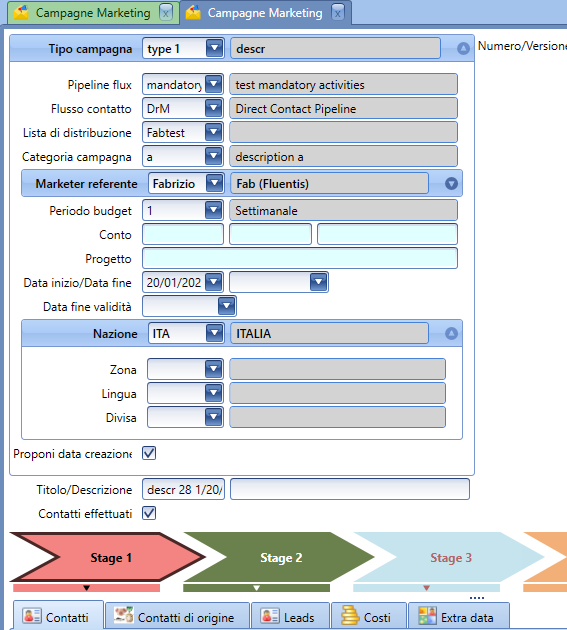 Campagne Marketing x Campagne Marketing x
Tipo campagna type 1 descr Numero/Versione
Pipeline flux mandatory test mandatory activities
Flusso contatto DrM Direct Contact Pipeline
Lista di distribuzione Fabtest
Categoria campagna a description a
Marketer referente Fabrizio Fab (Fluentis)
Periodo budget 1 Settimanale
Conto
Progetto
Data inizio/Data fine 20/01/202
Data fine validità
Nazione ITA ITALIA
Zona
Lingua
Divisa
Proponi data creazione
Titolo/Descrizione descr 28 1/20/
Contatti effettuati
Stage 1 Stage 2 Stage 3
Contatti Contatti di origine Leads Costi Extra data